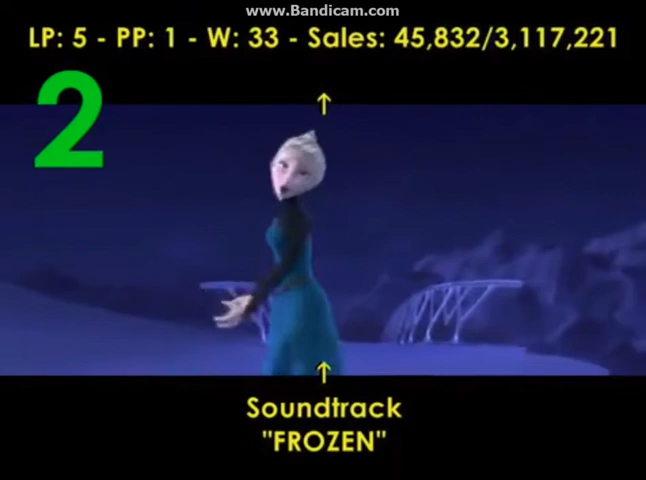 www.Bandicam.com
LP: 5 - PP: 1 - W: 33 - Sales: 45,832/3,117,221
↑
2
↑
Soundtrack
"FROZEN"